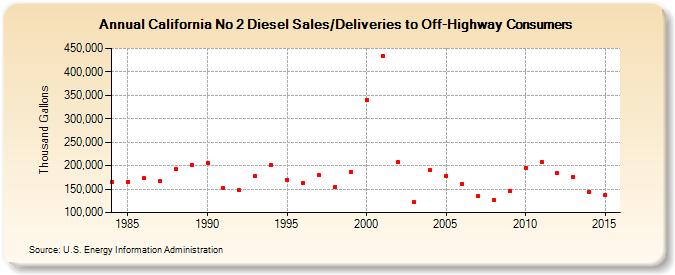 Annual California No 2 Diesel Sales/Deliveries to Off-Highway Consumers
Thousand Gallons
450,000
400,000
350,000
300,000
250,000
200,000
150,000
100,000
1985 1990 1995 2000 2005 2010 2015
Source: U.S. Energy Information Administration